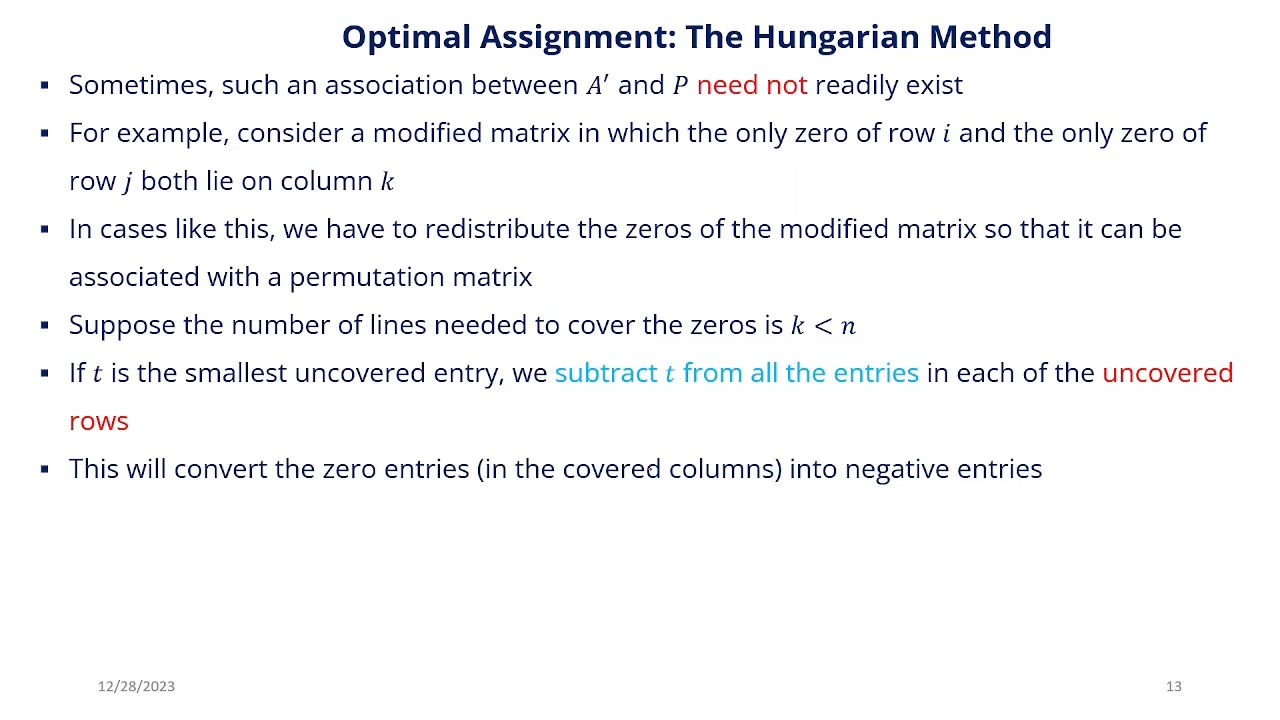 Optimal Assignment: The Hungarian Method
▪ Sometimes, such an association between A′ and P need not readily exist
▪ For example, consider a modified matrix in which the only zero of row i and the only zero of
row j both lie on column k
▪ In cases like this, we have to redistribute the zeros of the modified matrix so that it can be
associated with a permutation matrix
▪ Suppose the number of lines needed to cover the zeros is k < n
▪ If t is the smallest uncovered entry, we subtract t from all the entries in each of the uncovered
rows
▪ This will convert the zero entries (in the covered columns) into negative entries
12/28/2023
13